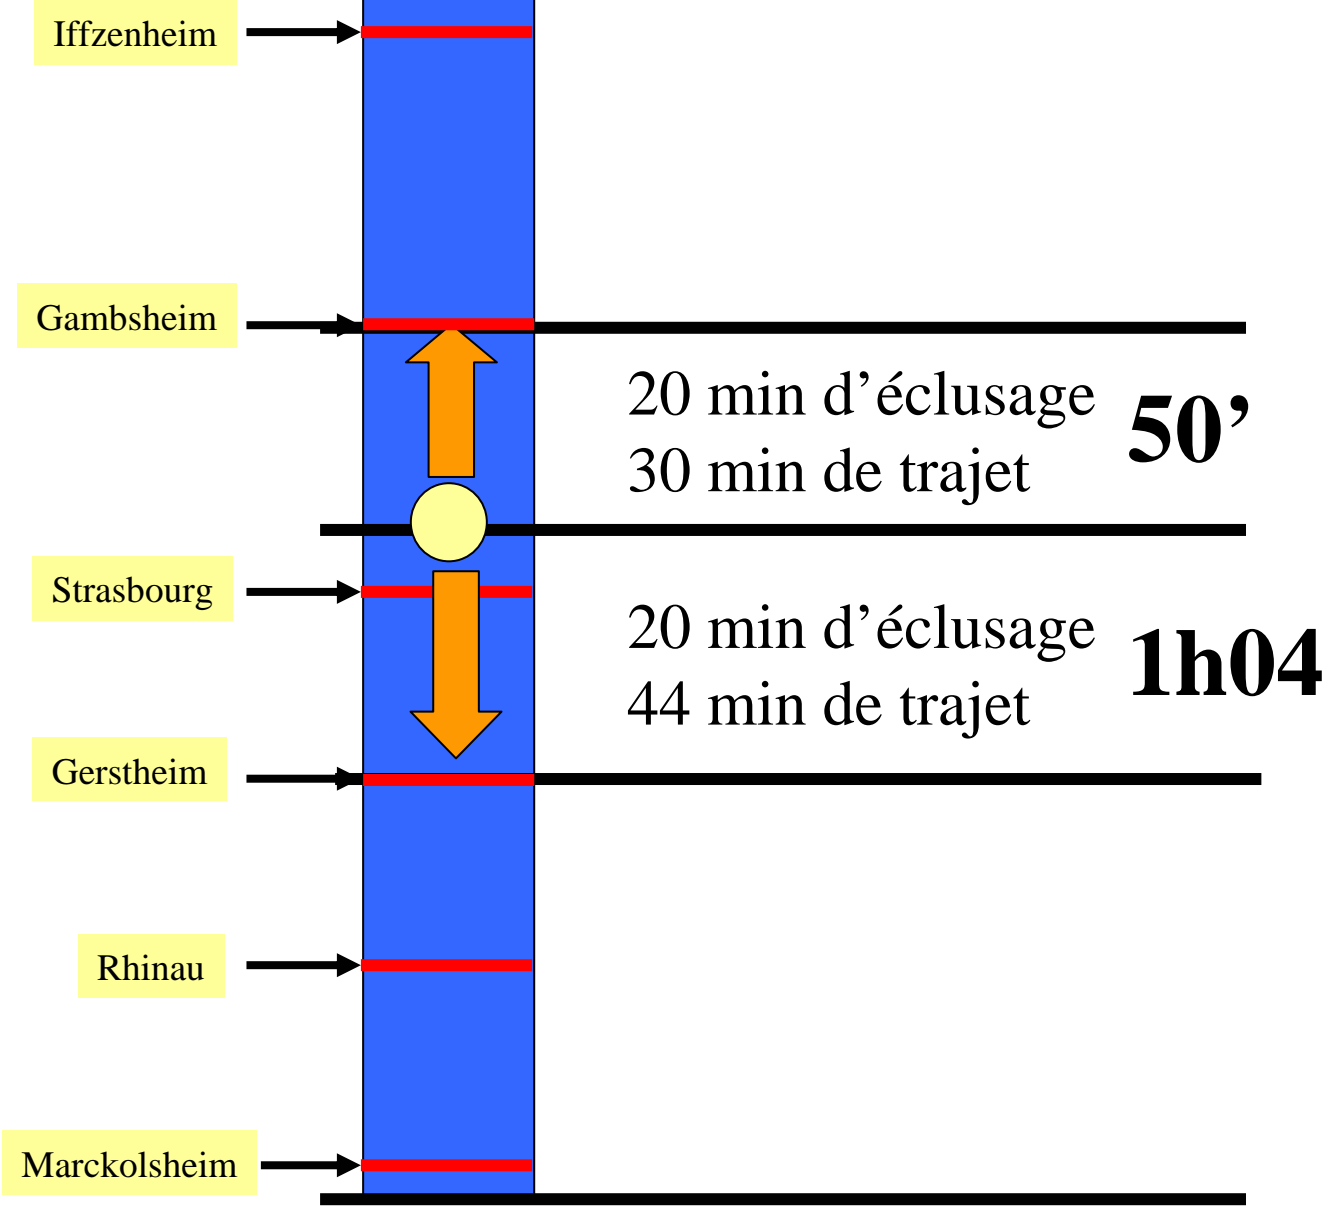 Iffzenheim
Gambsheim
20 min d’éclusage
30 min de trajet
50’
Strasbourg
20 min d’éclusage
44 min de trajet
1h04
Gerstheim
Rhinau
Marckolsheim